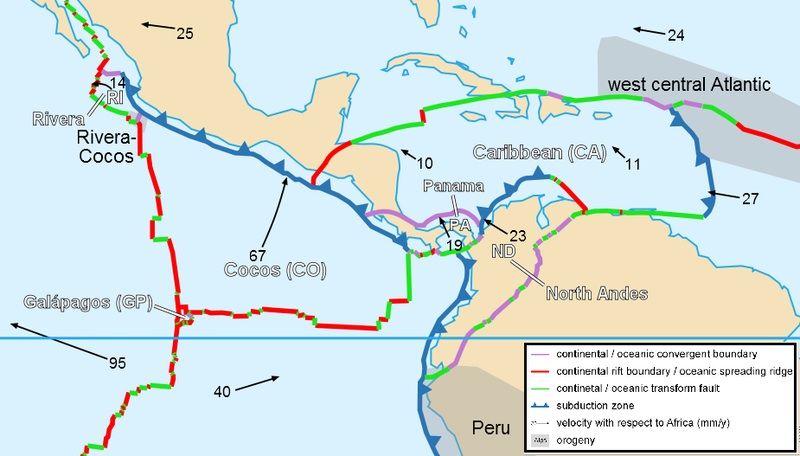 25
24
west central Atlantic
14
RI
Rivera
Rivera-
Cocos
10
Caribbean (CA)
11
Panama
PA
27
67
19
23
Cocos (CO)
ND
North Andes
Galápagos (GP)
95
40
Peru
continental / oceanic convergent boundary
continental rift boundary / oceanic spreading ridge
continetal / oceanic transform fault
subduction zone
velocity with respect to Africa (mm/y)
Alps orogeny